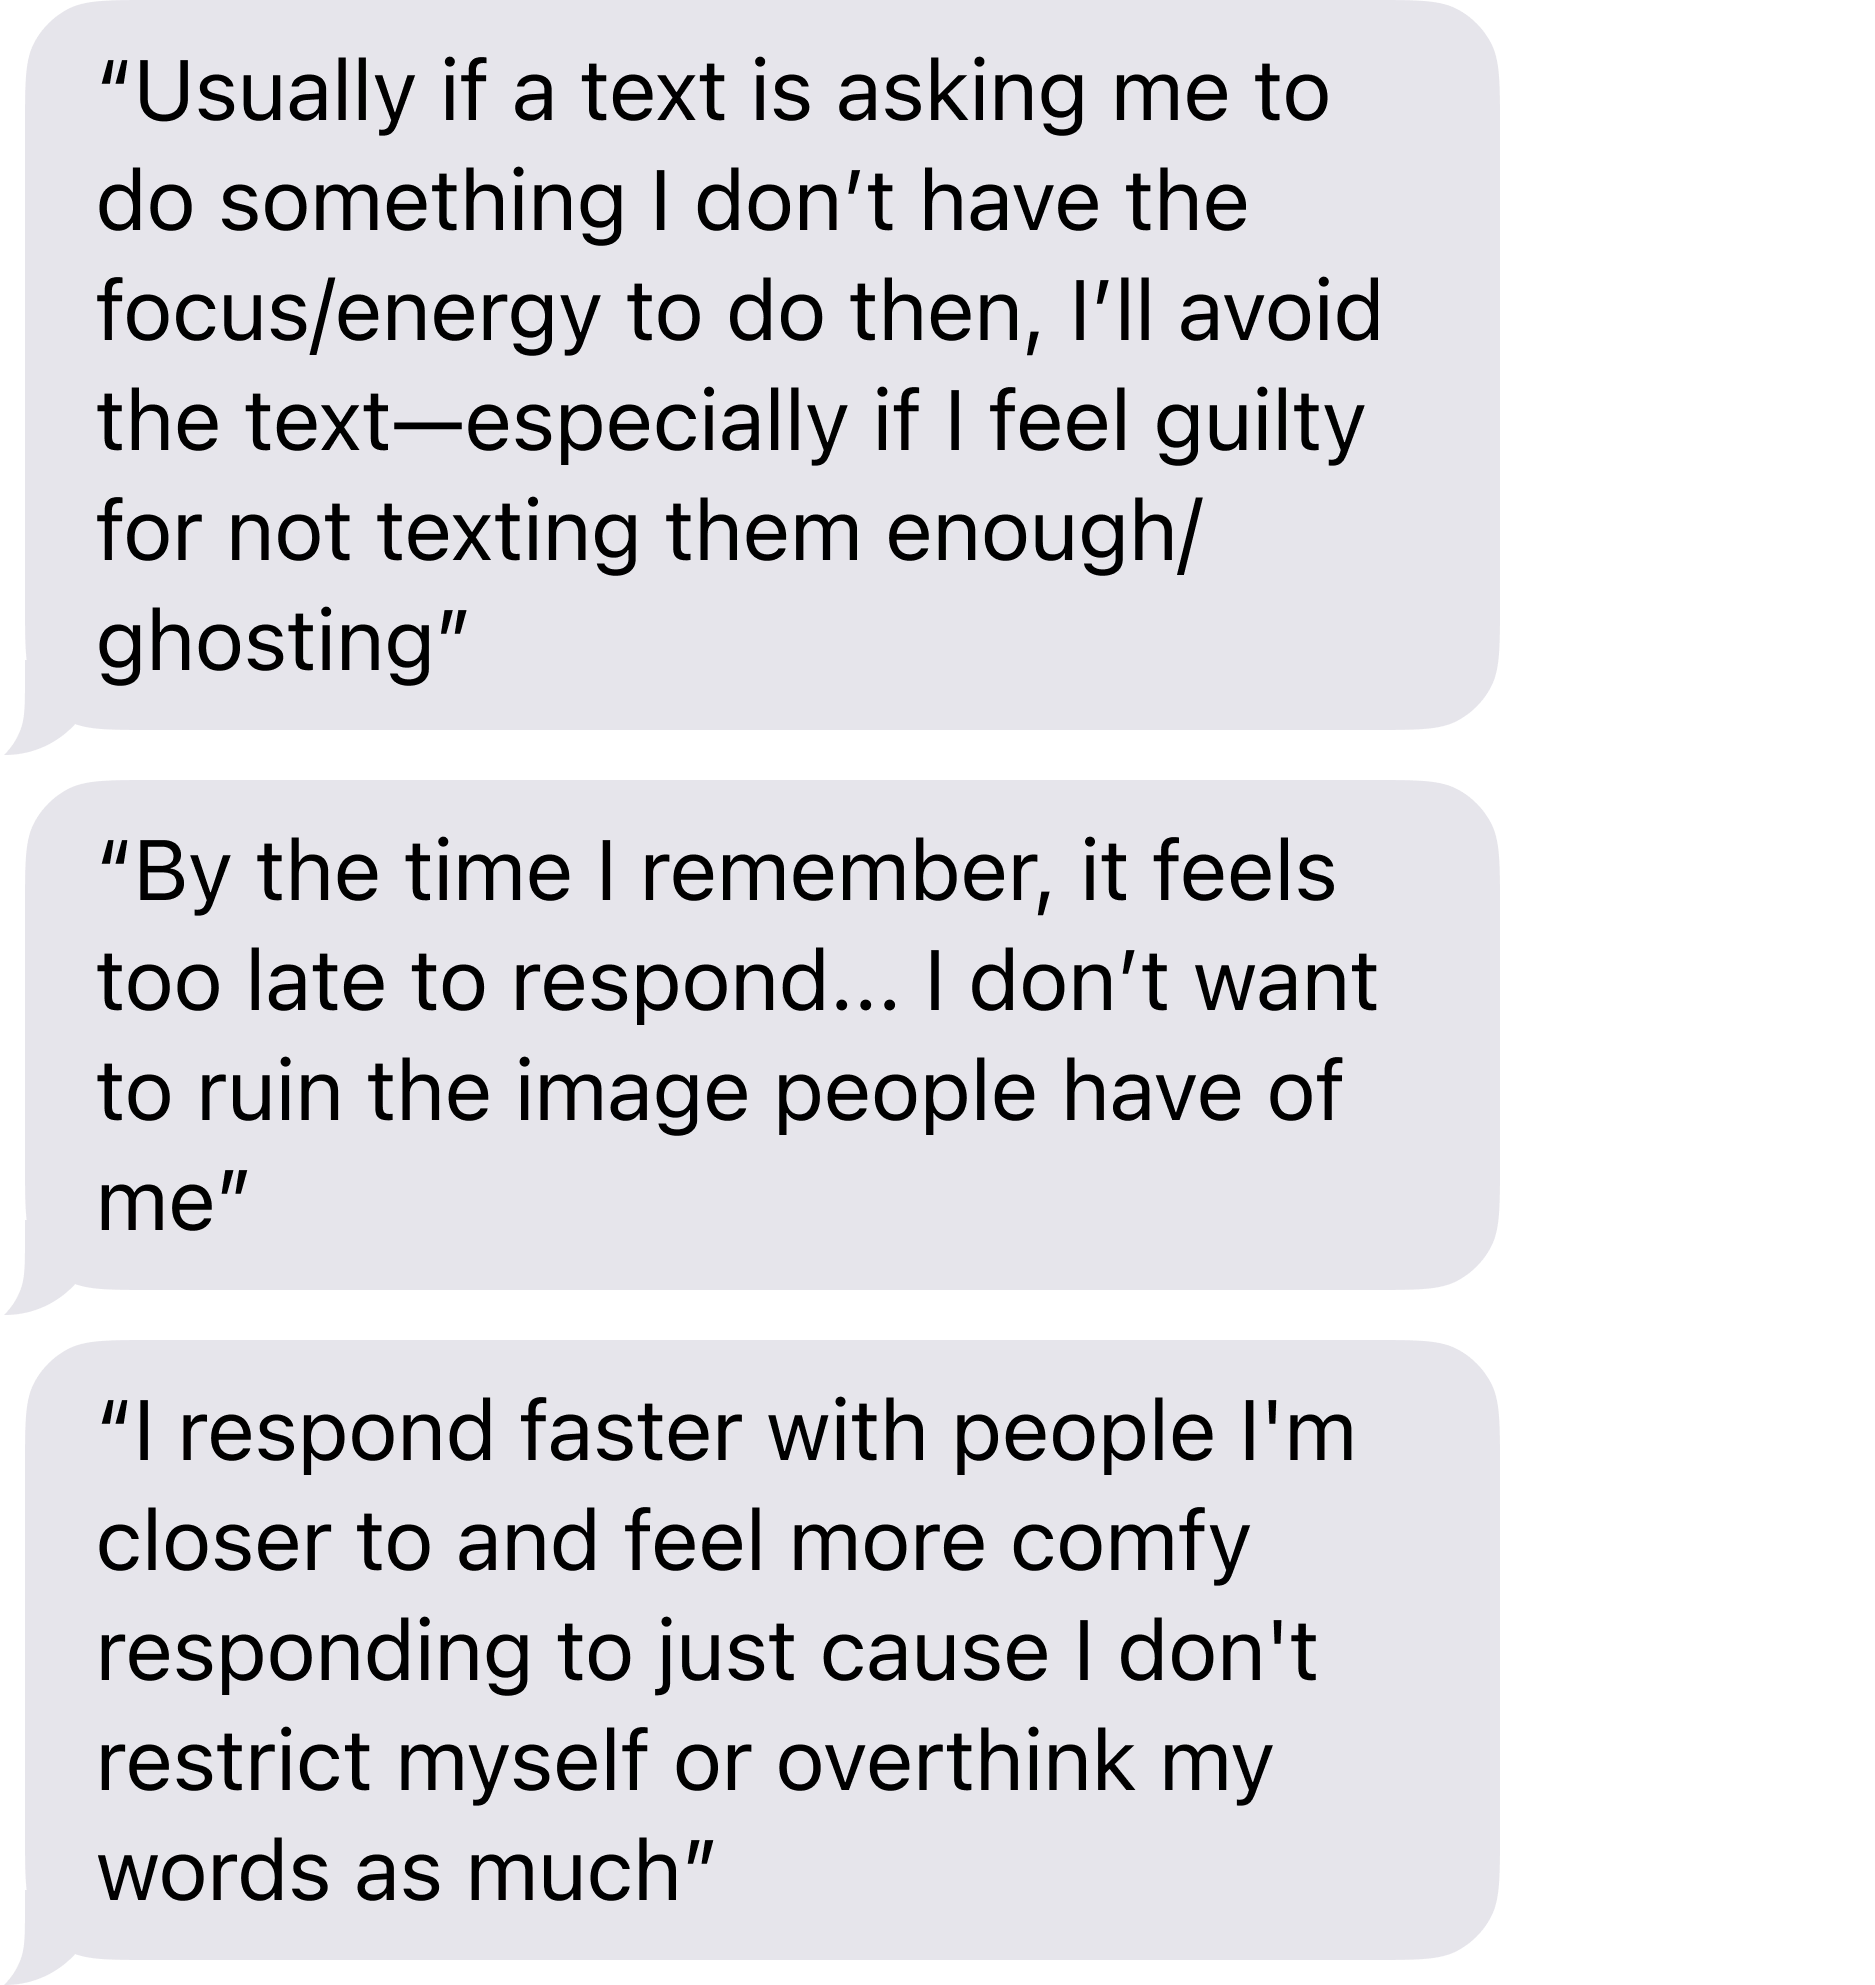 “Usually if a text is asking me to
do something I don’t have the
focus/energy to do then, I’ll avoid
the text—especially if I feel guilty
for not texting them enough/
ghosting”
“By the time I remember, it feels
too late to respond... I don’t want
to ruin the image people have of
me”
“I respond faster with people I'm
closer to and feel more comfy
responding to just cause I don't
restrict myself or overthink my
words as much”